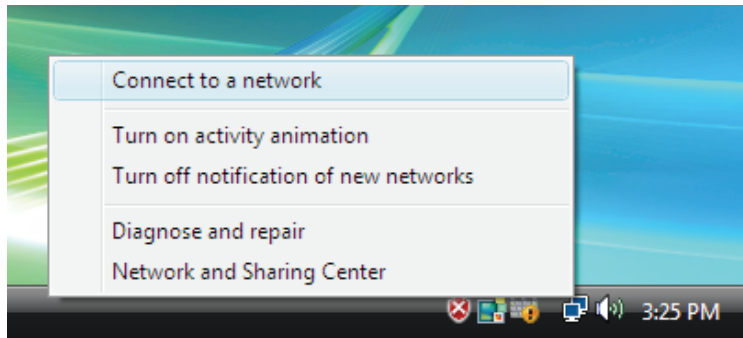 Connect to a network
Turn on activity animation
Turn off notification of new networks
Diagnose and repair
Network and Sharing Center
3:25 PM